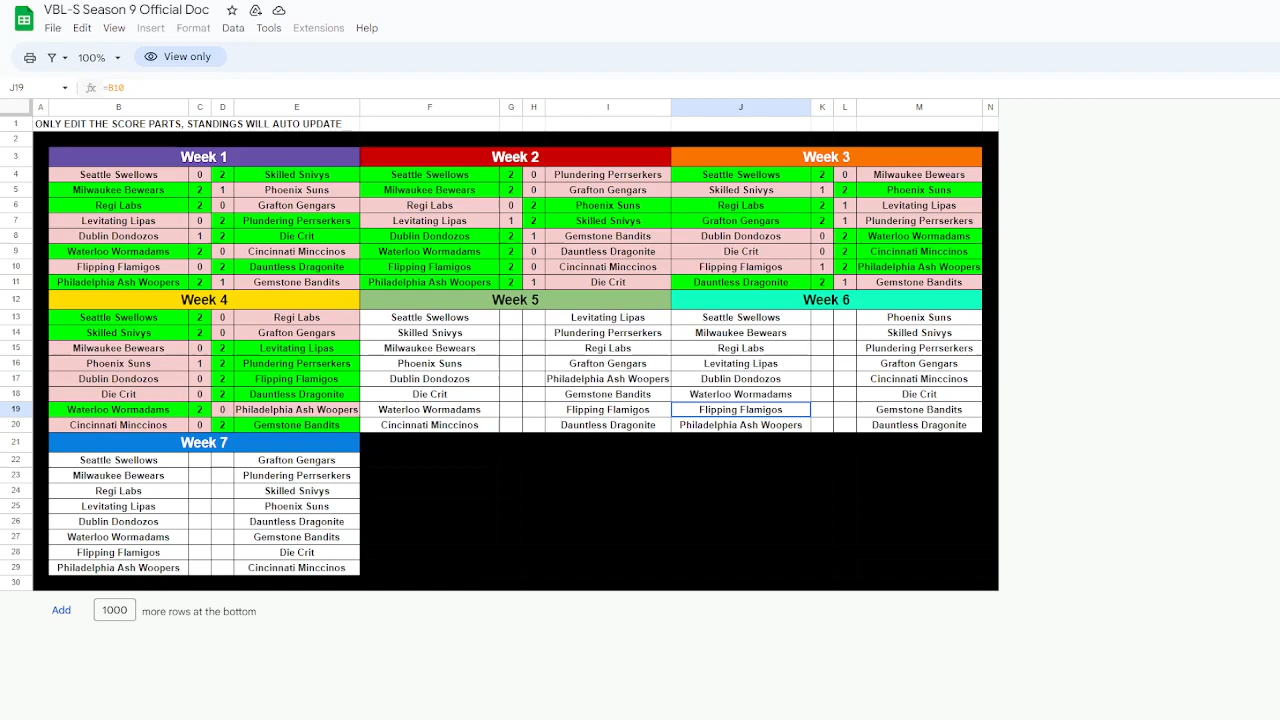 VBL-S Season 9 Official Doc
File Edit View Insert Format Data Tools Extensions Help
100% View only
J19 fx =B10
A B C D E F G H I J K L M N
1 ONLY EDIT THE SCORE PARTS, STANDINGS WILL AUTO UPDATE
2
3 Week 1 Week 2 Week 3
4 Seattle Swellows 0 2 Skilled Snivys Seattle Swellows 2 0 Plundering Perrserkers Seattle Swellows 2 0 Milwaukee Bewears
5 Milwaukee Bewears 2 1 Phoenix Suns Milwaukee Bewears 2 0 Grafton Gengars Skilled Snivys 1 2 Phoenix Suns
6 Regi Labs 2 0 Grafton Gengars Regi Labs 0 2 Phoenix Suns Regi Labs 2 1 Levitating Lipas
7 Levitating Lipas 0 2 Plundering Perrserkers Levitating Lipas 1 2 Skilled Snivys Grafton Gengars 2 1 Plundering Perrserkers
8 Dublin Dondozos 1 2 Die Crit Dublin Dondozos 2 1 Gemstone Bandits Dublin Dondozos 0 2 Waterloo Wormadams
9 Waterloo Wormadams 2 0 Cincinnati Minccinos Waterloo Wormadams 2 0 Dauntless Dragonite Die Crit 0 2 Cincinnati Minccinos
10 Flipping Flamigos 0 2 Dauntless Dragonite Flipping Flamigos 2 0 Cincinnati Minccinos Flipping Flamigos 1 2 Philadelphia Ash Woopers
11 Philadelphia Ash Woopers 2 1 Gemstone Bandits Philadelphia Ash Woopers 2 1 Die Crit Dauntless Dragonite 2 1 Gemstone Bandits
12 Week 4 Week 5 Week 6
13 Seattle Swellows 2 0 Regi Labs Seattle Swellows Levitating Lipas Seattle Swellows Phoenix Suns
14 Skilled Snivys 2 0 Grafton Gengars Skilled Snivys Plundering Perrserkers Milwaukee Bewears Skilled Snivys
15 Milwaukee Bewears 0 2 Levitating Lipas Milwaukee Bewears Regi Labs Regi Labs Plundering Perrserkers
16 Phoenix Suns 1 2 Plundering Perrserkers Phoenix Suns Grafton Gengars Levitating Lipas Grafton Gengars
17 Dublin Dondozos 0 2 Flipping Flamigos Dublin Dondozos Philadelphia Ash Woopers Dublin Dondozos Cincinnati Minccinos
18 Die Crit 0 2 Dauntless Dragonite Die Crit Gemstone Bandits Waterloo Wormadams Die Crit
19 Waterloo Wormadams 2 0 Philadelphia Ash Woopers Waterloo Wormadams Flipping Flamigos Flipping Flamigos Gemstone Bandits
20 Cincinnati Minccinos 0 2 Gemstone Bandits Cincinnati Minccinos Dauntless Dragonite Philadelphia Ash Woopers Dauntless Dragonite
21 Week 7
22 Seattle Swellows Grafton Gengars
23 Milwaukee Bewears Plundering Perrserkers
24 Regi Labs Skilled Snivys
25 Levitating Lipas Phoenix Suns
26 Dublin Dondozos Dauntless Dragonite
27 Waterloo Wormadams Gemstone Bandits
28 Flipping Flamigos Die Crit
29 Philadelphia Ash Woopers Cincinnati Minccinos
30
Add 1000 more rows at the bottom